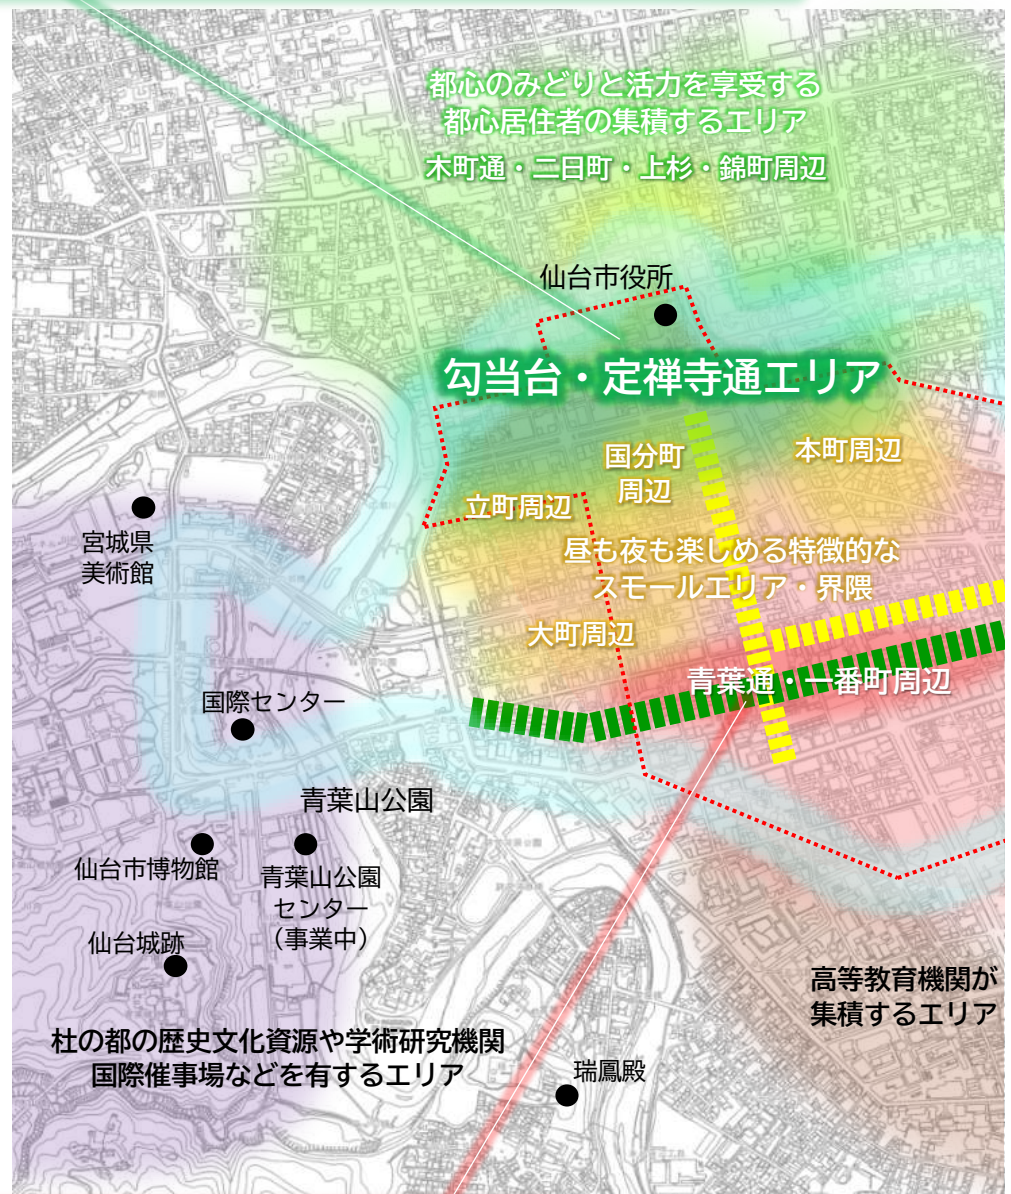 都心のみどりと活力を享受する
都心居住者の集積するエリア
木町通・二日町・上杉・錦町周辺
仙台市役所
勾当台・定禅寺通エリア
国分町
周辺
本町周辺
立町周辺
宮城県
美術館
昼も夜も楽しめる特徴的な
スモールエリア・界隈
大町周辺
青葉通・一番町周辺
国際センター
青葉山公園
仙台市博物館
青葉山公園
センター
（事業中）
仙台城跡
高等教育機関が
集積するエリア
杜の都の歴史文化資源や学術研究機関
国際催事場などを有するエリア
瑞鳳殿